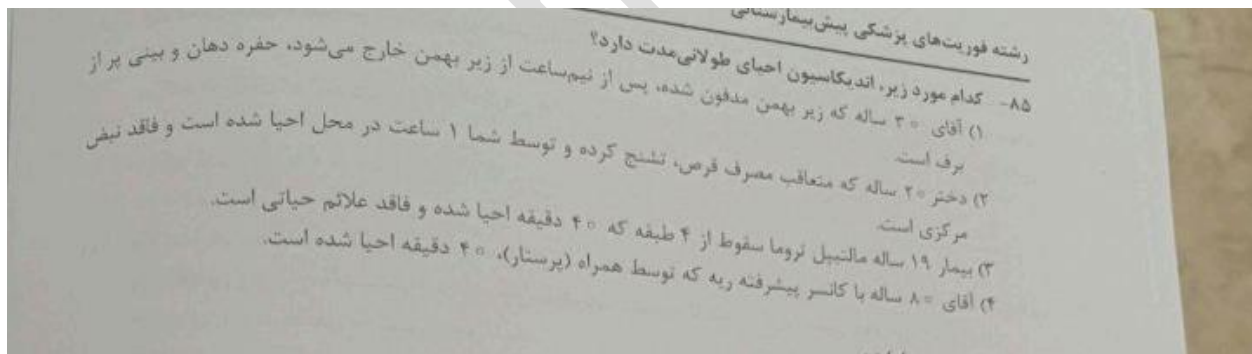 رشته فوریت‌های پزشکی پیش‌بیمارستانی
۸۵- کدام مورد زیر، اندیکاسیون احیای طولانی‌مدت دارد؟
۱) آقای ۳۰ ساله که زیر بهمن مدفون شده، پس از نیم‌ساعت از زیر بهمن خارج می‌شود، حفره دهان و بینی پر از
برف است.
۲) دختر ۲۰ ساله که متعاقب مصرف قرص، تشنج کرده و توسط شما ۱ ساعت در محل احیا شده است و فاقد نبض
مرکزی است.
۳) بیمار ۱۹ ساله مالتیپل تروما سقوط از ۴ طبقه که ۴۰ دقیقه احیا شده و فاقد علائم حیاتی است.
۴) آقای ۸۰ ساله با کانسر پیشرفته ریه که توسط همراه (پرستار)، ۴۰ دقیقه احیا شده است.